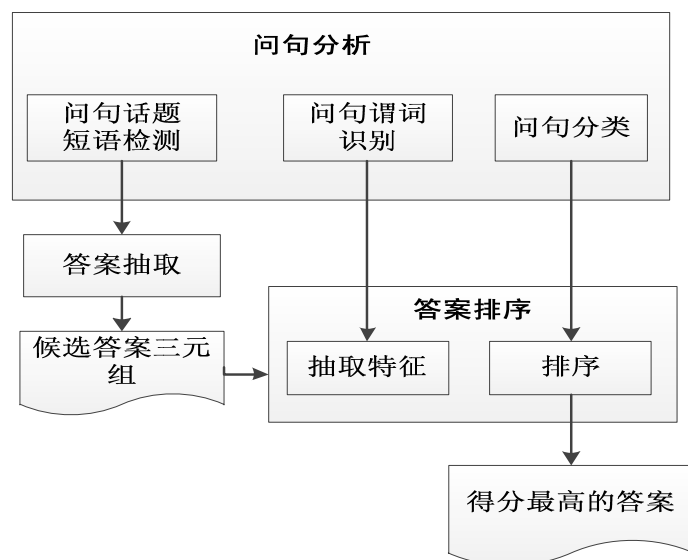 问句分析
问句话题
短语检测
问句谓词
识别
问句分类
答案抽取
候选答案三元
组
答案排序
抽取特征
排序
得分最高的答案